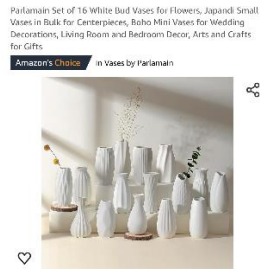 Parlamain Set of 16 White Bud Vases for Flowers, Japandi Small
Vases in Bulk for Centerpieces, Boho Mini Vases for Wedding
Decorations, Living Room and Bedroom Decor, Arts and Crafts
for Gifts
Amazon's Choice in Vases by Parlamain